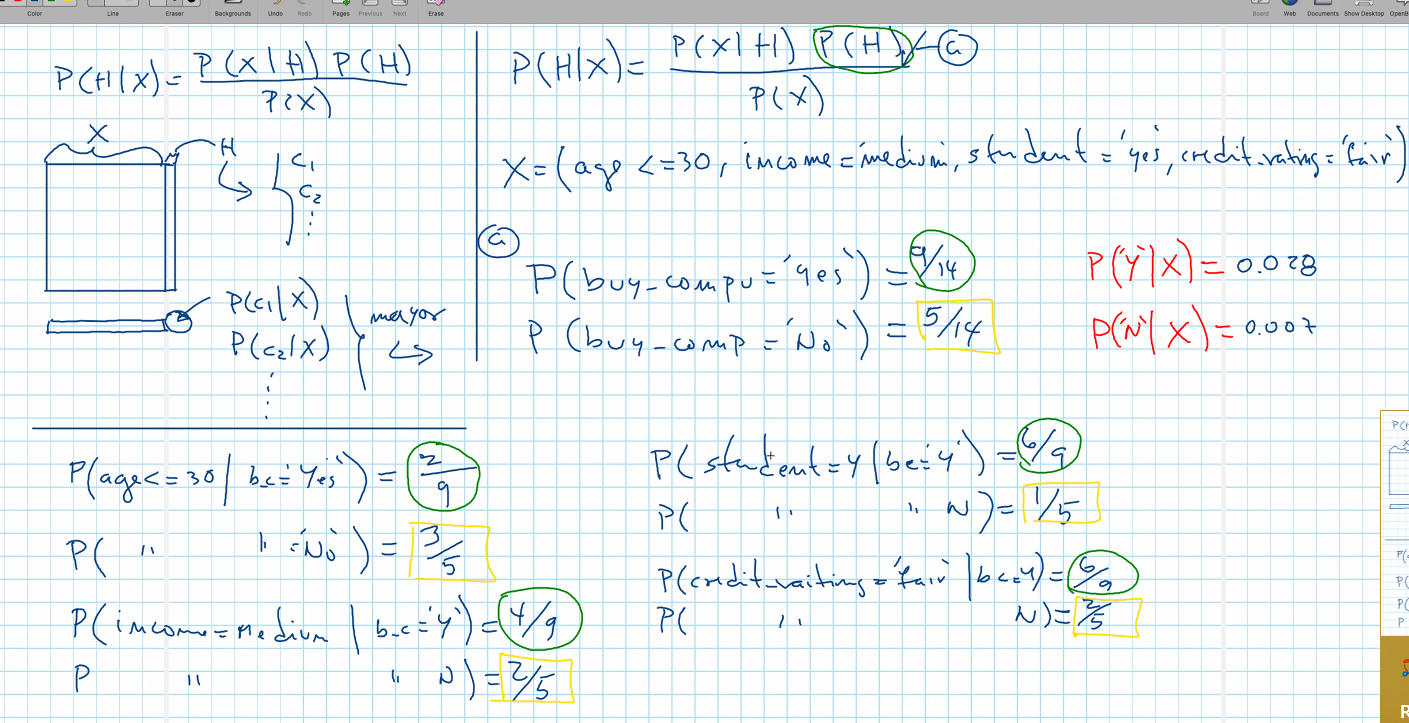 Color Line Eraser Backgrounds Undo Redo Pages Previous Next Erase Board Web Documents Show Desktop OpenB
P(H|X) = P(X|H) P(H) / P(X)
X
H
C1
C2
⋮
P(C1|X)
P(C2|X)
⋮
mayor
P(H|X) = P(X|H) P(H) / P(X)
a
X = (age <=30, income = medium, student = 'yes', credit_rating = 'fair')
a
P(buy_compu = 'Yes') = 9/14
P(buy_comp = 'No') = 5/14
P('Y'|X) = 0.028
P('N'|X) = 0.007
P(age <= 30 | b_c = 'Yes') = 2/9
P( " " = 'No') = 3/5
P(income = Medium | b_c = 'Y') = 4/9
P " " N) = 2/5
P(student = Y | bc = 'Y') = 6/9
P( " " N) = 1/5
P(credit_raiting = 'fair' | bc = Y) = 6/9
P( " N) = 2/5